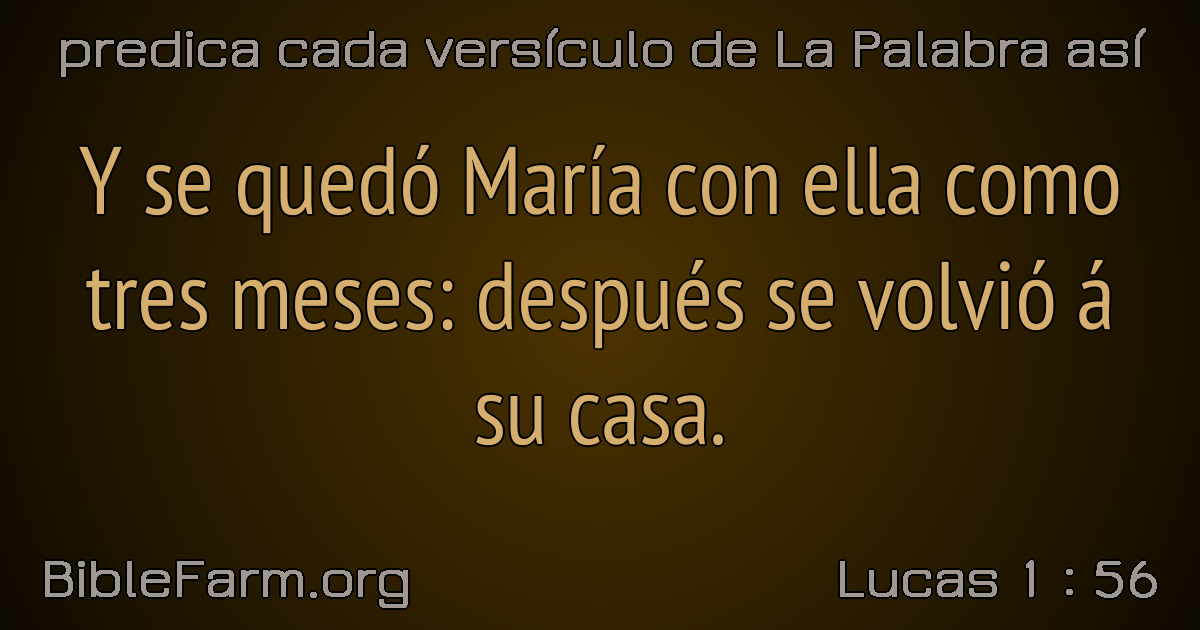 predica cada versículo de La Palabra así
Y se quedó María con ella como
tres meses: después se volvió á
su casa.
BibleFarm.org
Lucas 1 : 56